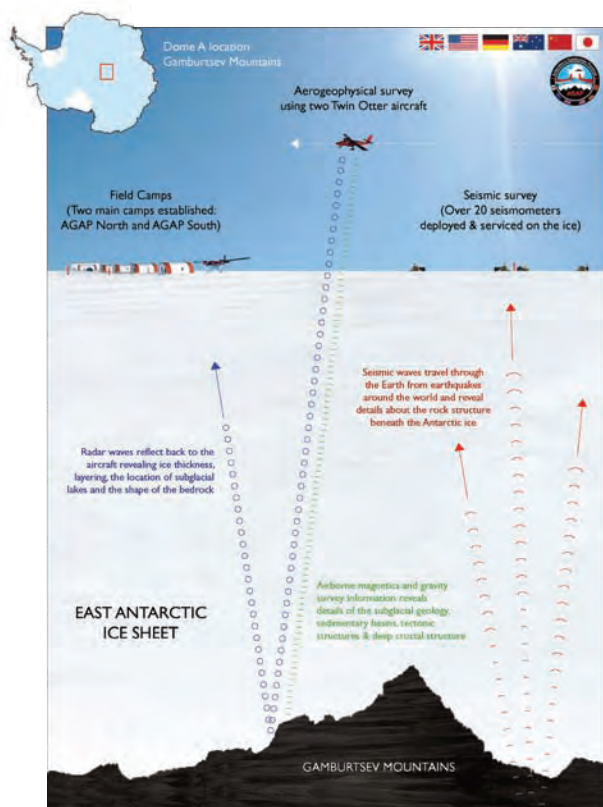 Dome A location
Gamburtsev Mountains
Aerogeophysical survey
using two Twin Otter aircraft
Field Camps
(Two main camps established:
AGAP North and AGAP South)
Seismic survey
(Over 20 seismometers
deployed & serviced on the ice)
Seismic waves travel through
the Earth from earthquakes
around the world and reveal
details about the rock structure
beneath the Antarctic ice
Radar waves reflect back to the
aircraft revealing ice thickness,
layering, the location of subglacial
lakes and the shape of the bedrock
Airborne magnetics and gravity
survey information reveals
details of the subglacial geology,
sedimentary basins, tectonic
structures & deep crustal structure
EAST ANTARCTIC
ICE SHEET
GAMBURTSEV MOUNTAINS
AGAP